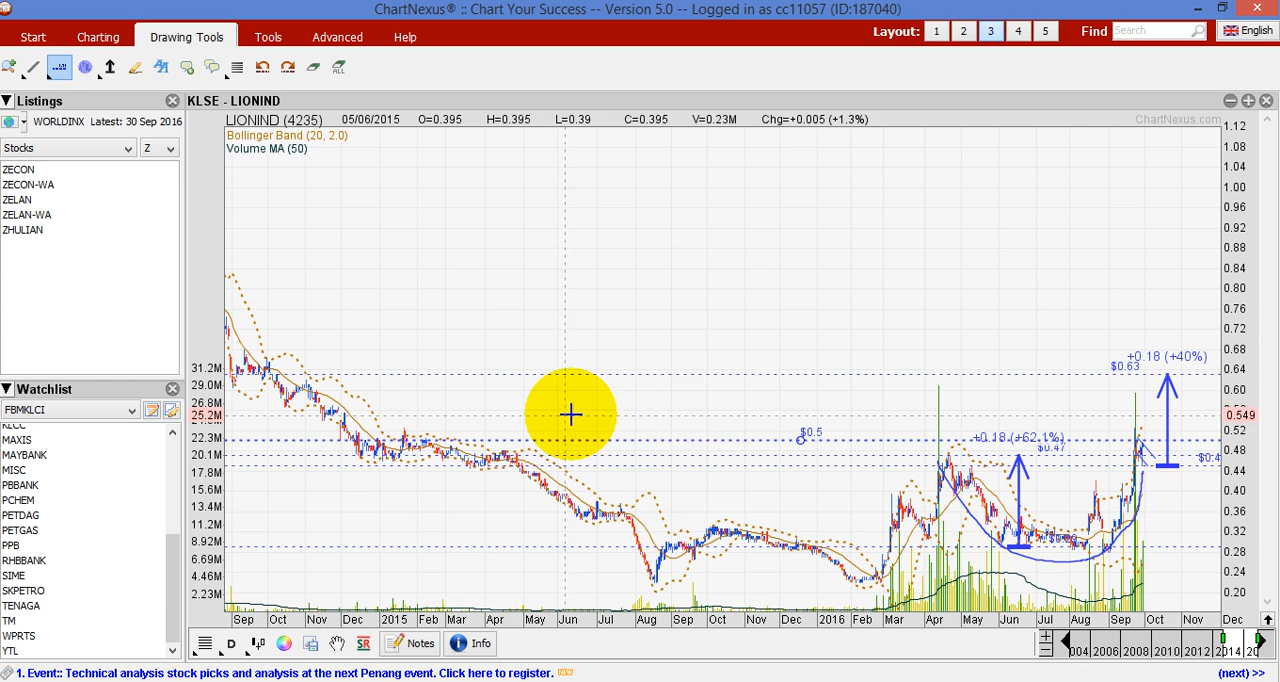 ChartNexus® :: Chart Your Success -- Version 5.0 -- Logged in as cc11057 (ID:187040)
Start Charting Drawing Tools Tools Advanced Help Layout: 1 2 3 4 5 Find Search English
ALL
Listings
WORLDINX Latest: 30 Sep 2016
Stocks Z
ZECON
ZECON-WA
ZELAN
ZELAN-WA
ZHULIAN
Watchlist
FBMKLCI
KLCC
MAXIS
MAYBANK
MISC
PBBANK
PCHEM
PETDAG
PETGAS
PPB
RHBBANK
SIME
SKPETRO
TENAGA
TM
WPRTS
YTL
KLSE - LIONIND
LIONIND (4235) 05/06/2015 O=0.395 H=0.395 L=0.39 C=0.395 V=0.23M Chg=+0.005 (+1.3%)
ChartNexus.com
Bollinger Band (20, 2.0)
Volume MA (50)
1.12
1.08
1.04
1.00
0.96
0.92
0.88
0.84
0.80
0.76
0.72
0.68
0.64
0.60
0.549
0.52
0.48
0.44
0.40
0.36
0.32
0.28
0.24
0.20
31.2M
29.0M
26.8M
25.2M
22.3M
20.1M
17.8M
15.6M
13.4M
11.2M
8.92M
6.69M
4.46M
2.23M
+0.18 (+40%)
$0.63
$0.5
+0.18 (+62.1%)
$0.47
$0.4
Sep Oct Nov Dec 2015 Feb Mar Apr May Jun Jul Aug Sep Oct Nov Dec 2016 Feb Mar Apr May Jun Jul Aug Sep Oct Nov Dec
D SR Notes Info
004 2006 2008 2010 2012 2014 20
1. Event:: Technical analysis stock picks and analysis at the next Penang event. Click here to register. (next) >>